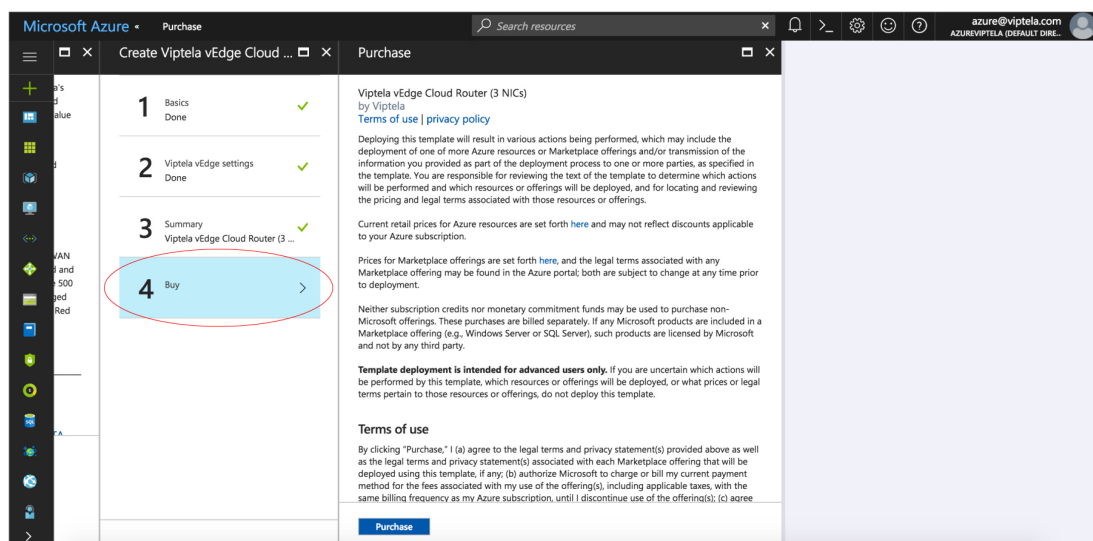 Microsoft Azure «
Purchase
Search resources
azure@viptela.com
AZUREVIPTELA (DEFAULT DIRE...
Create Viptela vEdge Cloud ...
Purchase
a's
d
alue
d
VAN
d and
500
ged
Red
TA
1
Basics
Done
2
Viptela vEdge settings
Done
3
Summary
Viptela vEdge Cloud Router (3 ...
4
Buy
Viptela vEdge Cloud Router (3 NICs)
by Viptela
Terms of use | privacy policy
Deploying this template will result in various actions being performed, which may include the
deployment of one of more Azure resources or Marketplace offerings and/or transmission of the
information you provided as part of the deployment process to one or more parties, as specified in
the template. You are responsible for reviewing the text of the template to determine which actions
will be performed and which resources or offerings will be deployed, and for locating and reviewing
the pricing and legal terms associated with those resources or offerings.
Current retail prices for Azure resources are set forth here and may not reflect discounts applicable
to your Azure subscription.
Prices for Marketplace offerings are set forth here, and the legal terms associated with any
Marketplace offering may be found in the Azure portal; both are subject to change at any time prior
to deployment.
Neither subscription credits nor monetary commitment funds may be used to purchase non-
Microsoft offerings. These purchases are billed separately. If any Microsoft products are included in a
Marketplace offering (e.g., Windows Server or SQL Server), such products are licensed by Microsoft
and not by any third party.
Template deployment is intended for advanced users only. If you are uncertain which actions will
be performed by this template, which resources or offerings will be deployed, or what prices or legal
terms pertain to those resources or offerings, do not deploy this template.
Terms of use
By clicking "Purchase," I (a) agree to the legal terms and privacy statement(s) provided above as well
as the legal terms and privacy statement(s) associated with each Marketplace offering that will be
deployed using this template, if any; (b) authorize Microsoft to charge or bill my current payment
method for the fees associated with my use of the offering(s), including applicable taxes, with the
same billing frequency as my Azure subscription, until I discontinue use of the offering(s); (c) agree
Purchase